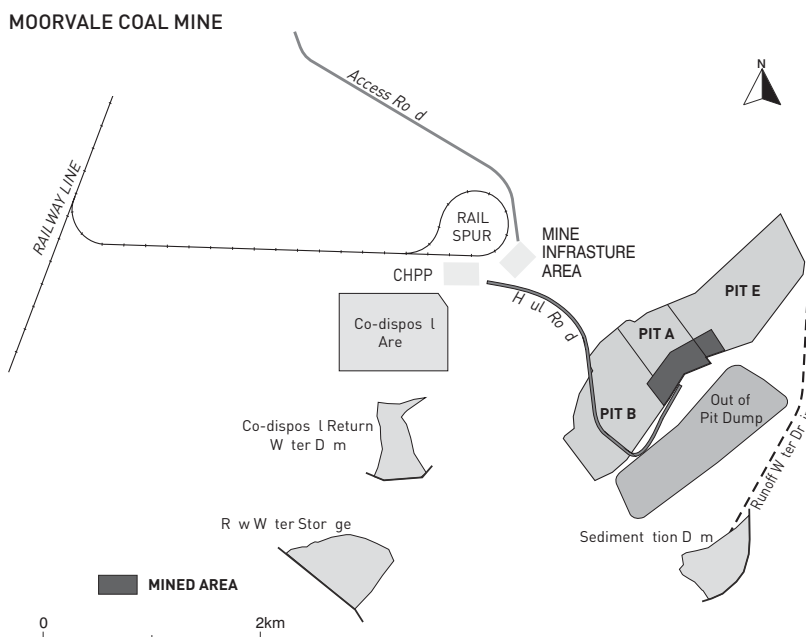 MOORVALE COAL MINE
N
Access Ro d
RAILWAY LINE
RAIL
SPUR
MINE
INFRASTURE
AREA
CHPP
H ul Ro d
PIT E
PIT A
PIT B
Co-dispos l
Are
Out of
Pit Dump
Co-dispos l Return
W ter D m
Runoff W ter Dr i
R w W ter Stor ge
Sediment tion D m
MINED AREA
0
2km